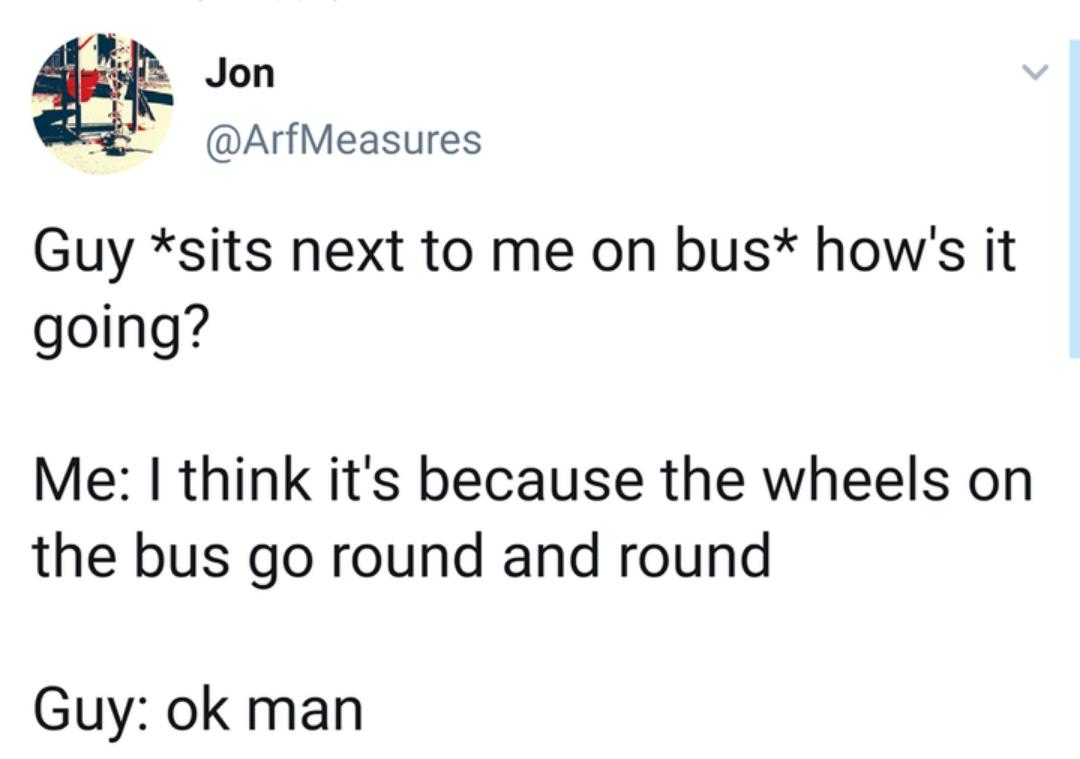 Jon
@ArfMeasures
Guy *sits next to me on bus* how's it
going?
Me: I think it's because the wheels on
the bus go round and round
Guy: ok man